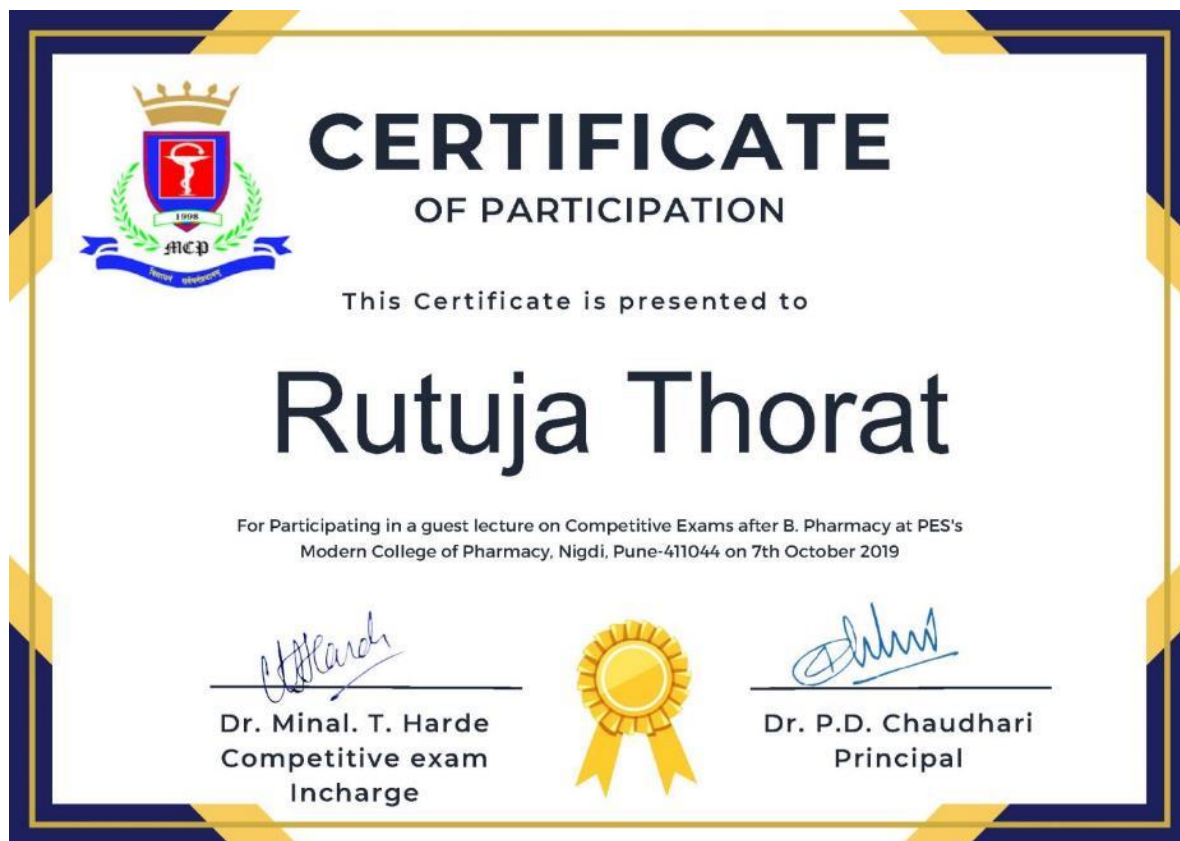 CERTIFICATE
OF PARTICIPATION
1998
MCP
This Certificate is presented to
Rutuja Thorat
For Participating in a guest lecture on Competitive Exams after B. Pharmacy at PES's
Modern College of Pharmacy, Nigdi, Pune-411044 on 7th October 2019
Dr. Minal. T. Harde
Competitive exam
Incharge
Dr. P.D. Chaudhari
Principal